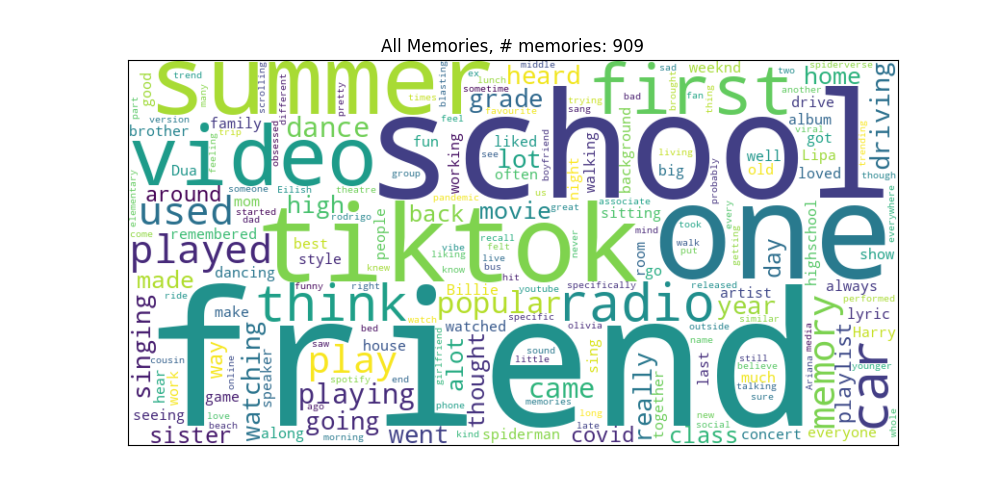 All Memories, # memories: 909
summer
school
first
video
one
tiktok
friend
think
radio
car
played
used
play
popular
playing
going
dance
heard
grade
home
driving
drive
album
got
Lipa
loved
weeknd
spiderverse
sad
two
another
brought
fan
thing
viral
trending
though
everywhere
middle
ex
lunch
sometime
favourite
trying
sang
bad
blasting
times
feel
pretty
different
scrolling
many
trend
good
part
version
brother
family
trip
feeling
obsessed
Dua
fun
liked
lot
often
see
group
working
boyfriend
walking
night
background
living
big
probably
well
old
elementary
around
someone
Eilish
theatre
pandemic
us
associate
mom
started
dad
high
back
movie
great
sitting
mind
took
walk
put
every
getting
day
room
go
highschool
show
come
remembered
rodrigo
people
knew
best
style
vibe
liking
know
recall
felt
live
bus
hit
never
dancing
made
ride
make
funny
right
Billie
youtube
specifically
released
artist
year
always
performed
similar
outside
name
lyric
Harry
singing
cousin
hear
work
way
online
game
speaker
watching
love
beach
seeing
sister
along
morning
saw
bed
house
watch
watched
specific
olivia
sound
little
girlfriend
alot
thought
spotify
end
ago
phone
memories
came
sing
really
together
last
still
believe
much
talking
sure
memory
Ariana
media
playlist
younger
whole
went
kind
spiderman
long
late
covid
class
new
social
concert
everyone